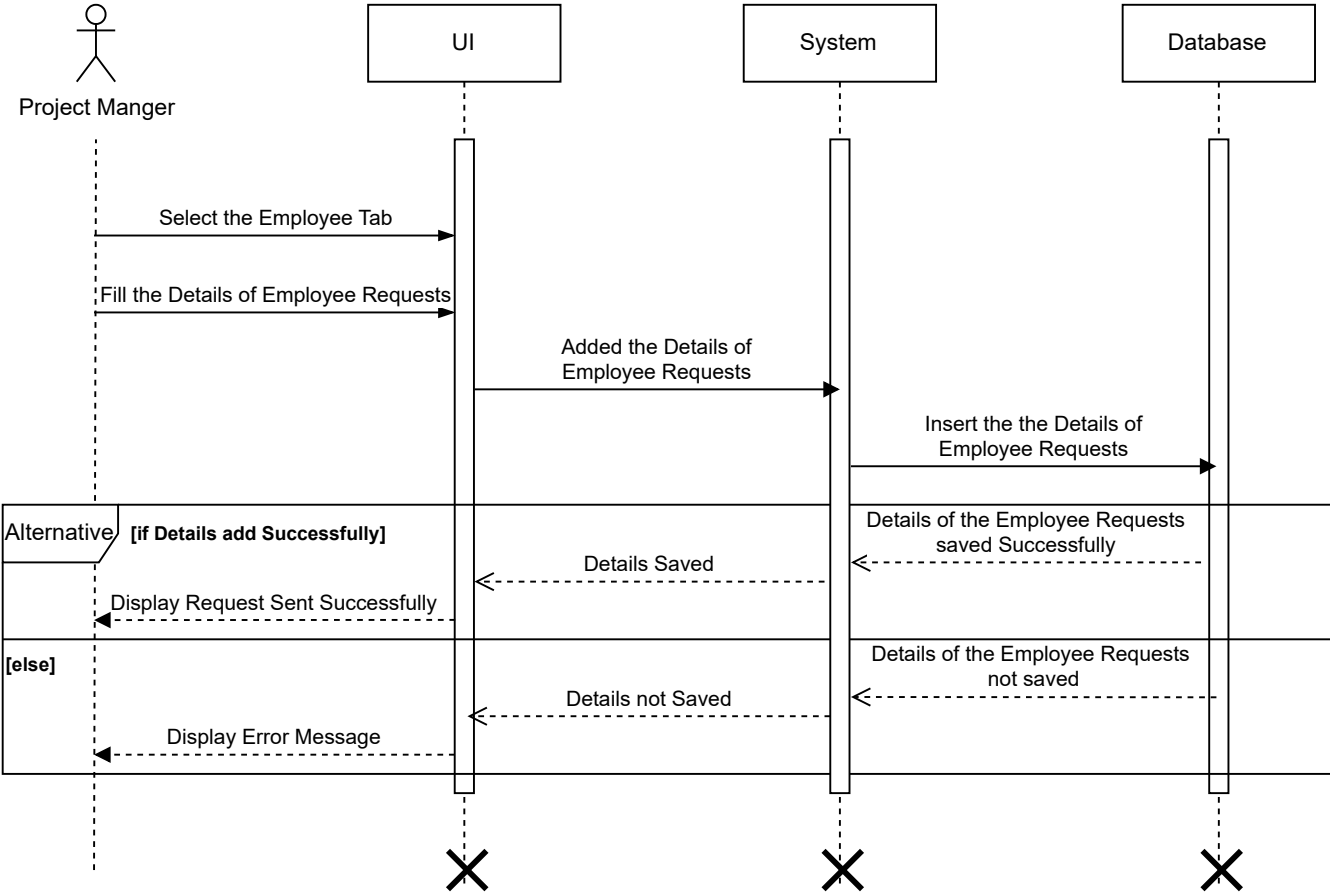 Project Manger
UI
System
Database
Select the Employee Tab
Fill the Details of Employee Requests
Added the Details of
Employee Requests
Insert the the Details of
Employee Requests
Alternative
[if Details add Successfully]
Details of the Employee Requests
saved Successfully
Details Saved
Display Request Sent Successfully
[else]
Details of the Employee Requests
not saved
Details not Saved
Display Error Message